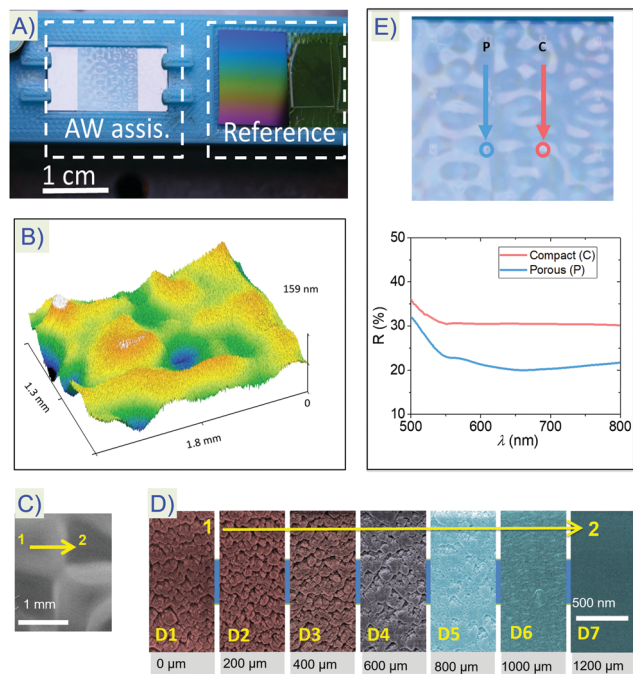 A)
AW assis.
Reference
1 cm
B)
159 nm
0
1.3 mm
1.8 mm
C)
1
2
1 mm
D)
1
2
D1
D2
D3
D4
D5
D6
D7
500 nm
0 µm
200 µm
400 µm
600 µm
800 µm
1000 µm
1200 µm
E)
P
C
50
40
30
20
10
R (%)
Compact (C)
Porous (P)
500
600
700
800
λ (nm)